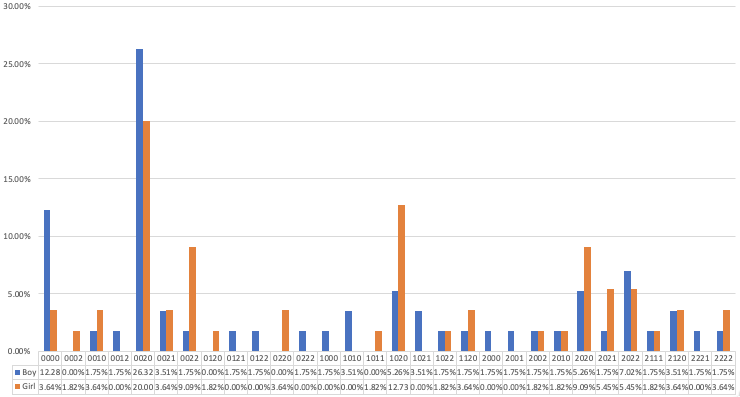 30.00%
25.00%
20.00%
15.00%
10.00%
5.00%
0.00%
0000 0002 0010 0012 0020 0021 0022 0120 0121 0122 0220 0222 1000 1010 1011 1020 1021 1022 1120 2000 2001 2002 2010 2020 2021 2022 2111 2120 2221 2222
Boy 12.28 0.00% 1.75% 1.75% 26.32 3.51% 1.75% 0.00% 1.75% 1.75% 0.00% 1.75% 1.75% 3.51% 0.00% 5.26% 3.51% 1.75% 1.75% 1.75% 1.75% 1.75% 1.75% 5.26% 1.75% 7.02% 1.75% 3.51% 1.75% 1.75%
Girl 3.64% 1.82% 3.64% 0.00% 20.00 3.64% 9.09% 1.82% 0.00% 0.00% 3.64% 0.00% 0.00% 0.00% 1.82% 12.73 0.00% 1.82% 3.64% 0.00% 0.00% 1.82% 1.82% 9.09% 5.45% 5.45% 1.82% 3.64% 0.00% 3.64%